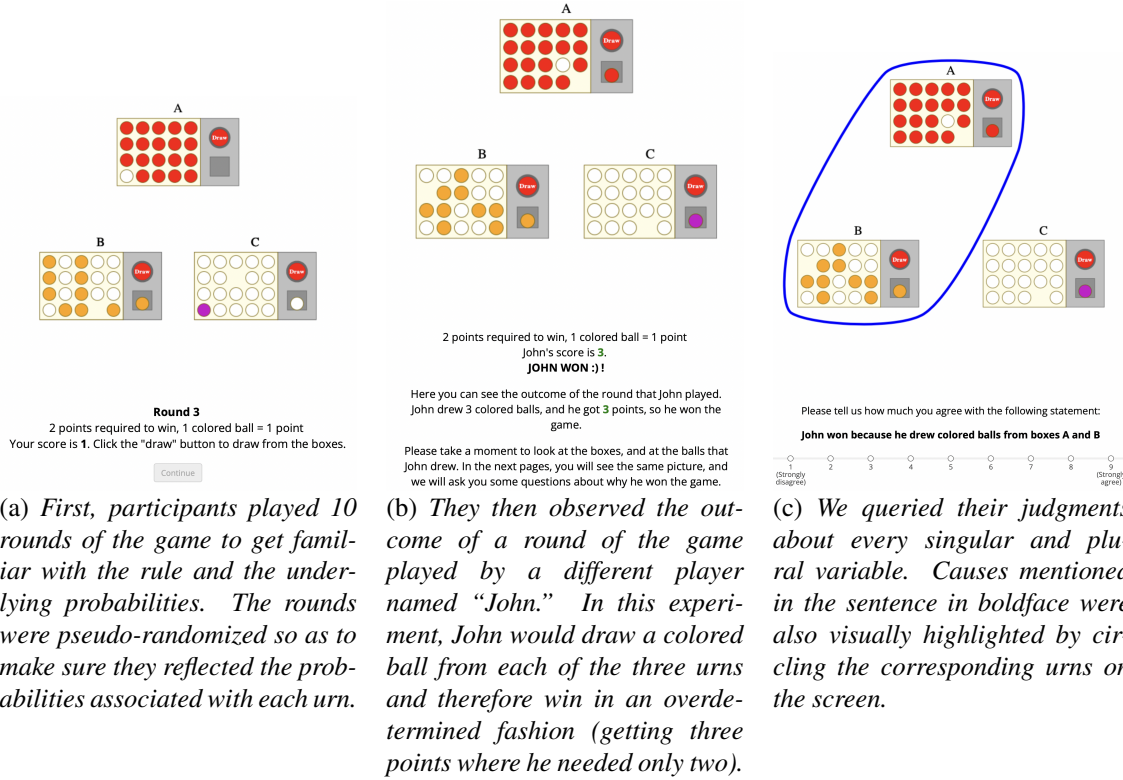 A
Draw
B
C
Draw
Draw
Round 3
2 points required to win, 1 colored ball = 1 point
Your score is 1. Click the "draw" button to draw from the boxes.
Continue
(a) First, participants played 10
rounds of the game to get famil-
iar with the rule and the under-
lying probabilities. The rounds
were pseudo-randomized so as to
make sure they reflected the prob-
abilities associated with each urn.
A
Draw
B
C
Draw
Draw
2 points required to win, 1 colored ball = 1 point
John's score is 3.
JOHN WON :) !
Here you can see the outcome of the round that John played.
John drew 3 colored balls, and he got 3 points, so he won the
game.
Please take a moment to look at the boxes, and at the balls that
John drew. In the next pages, you will see the same picture, and
we will ask you some questions about why he won the game.
(b) They then observed the out-
come of a round of the game
played by a different player
named “John.” In this experi-
ment, John would draw a colored
ball from each of the three urns
and therefore win in an overde-
termined fashion (getting three
points where he needed only two).
A
Draw
B
C
Draw
Draw
Please tell us how much you agree with the following statement:
John won because he drew colored balls from boxes A and B
1 2 3 4 5 6 7 8 9
(Strongly disagree) (Strongly agree)
(c) We queried their judgments
about every singular and plu-
ral variable. Causes mentioned
in the sentence in boldface were
also visually highlighted by cir-
cling the corresponding urns on
the screen.